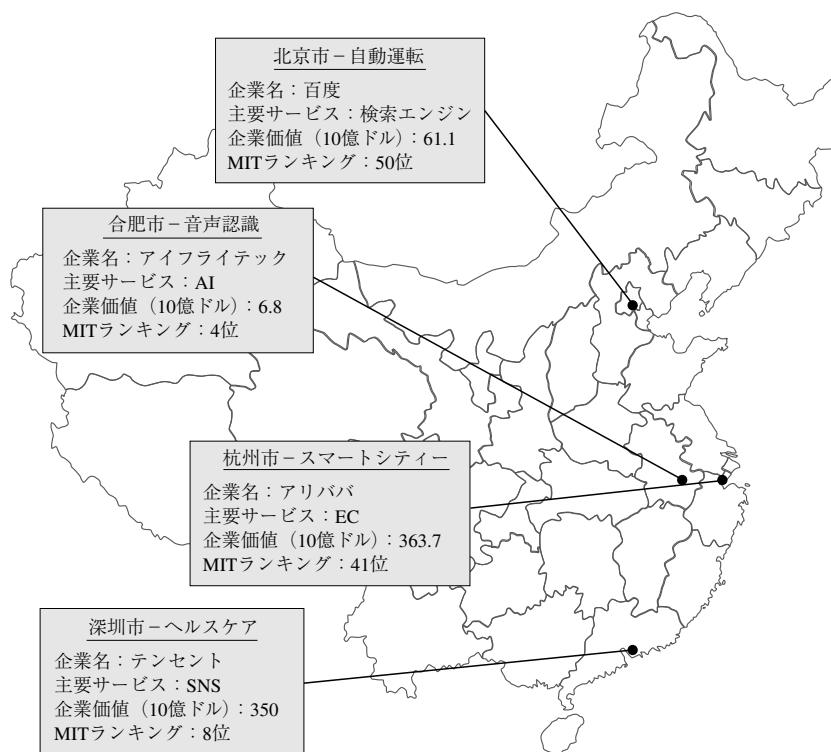 北京市－自動運転
企業名：百度
主要サービス：検索エンジン
企業価値（10億ドル）：61.1
MITランキング：50位
合肥市－音声認識
企業名：アイフライテック
主要サービス：AI
企業価値（10億ドル）：6.8
MITランキング：4位
杭州市－スマートシティー
企業名：アリババ
主要サービス：EC
企業価値（10億ドル）：363.7
MITランキング：41位
深圳市－ヘルスケア
企業名：テンセント
主要サービス：SNS
企業価値（10億ドル）：350
MITランキング：8位